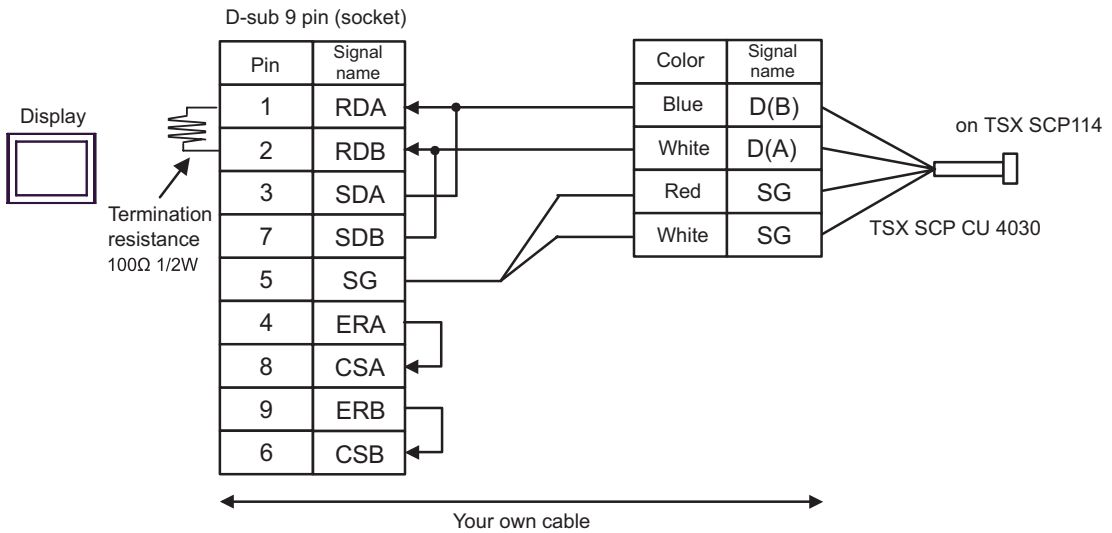 D-sub 9 pin (socket)
Pin Signal name
1 RDA
2 RDB
3 SDA
7 SDB
5 SG
4 ERA
8 CSA
9 ERB
6 CSB
Display
Termination
resistance
100Ω 1/2W
Color Signal name
Blue D(B)
White D(A)
Red SG
White SG
on TSX SCP114
TSX SCP CU 4030
Your own cable